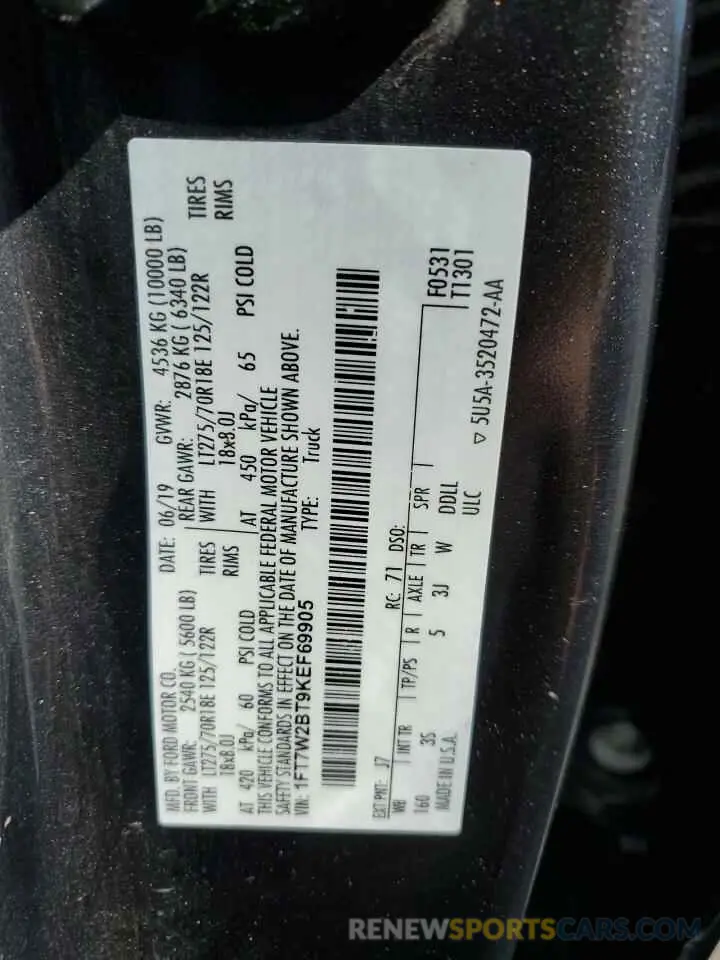 MFD. BY FORD MOTOR CO.
DATE: 06/19 GVWR: 4536 KG (10000 LB)
FRONT GAWR: 2540 KG ( 5600 LB)
REAR GAWR: 2876 KG ( 6340 LB)
WITH LT275/70R18E 125/122R TIRES
WITH LT275/70R18E 125/122R TIRES
18x8.0J RIMS
18x8.0J RIMS
AT 420 kPa/ 60 PSI COLD
AT 450 kPa/ 65 PSI COLD
THIS VEHICLE CONFORMS TO ALL APPLICABLE FEDERAL MOTOR VEHICLE
SAFETY STANDARDS IN EFFECT ON THE DATE OF MANUFACTURE SHOWN ABOVE.
VIN: 1FT7W2BT9KEF69905 TYPE: Truck
EXT PNT: J7 RC: 71 DSO:
WB INT TR TP/PS R AXLE TR SPR
F0531
T1301
160 3S 5 3J W DDLL
ULC
MADE IN U.S.A.
▽ 5U5A-3520472-AA
RENEWSPORTSCARS.COM